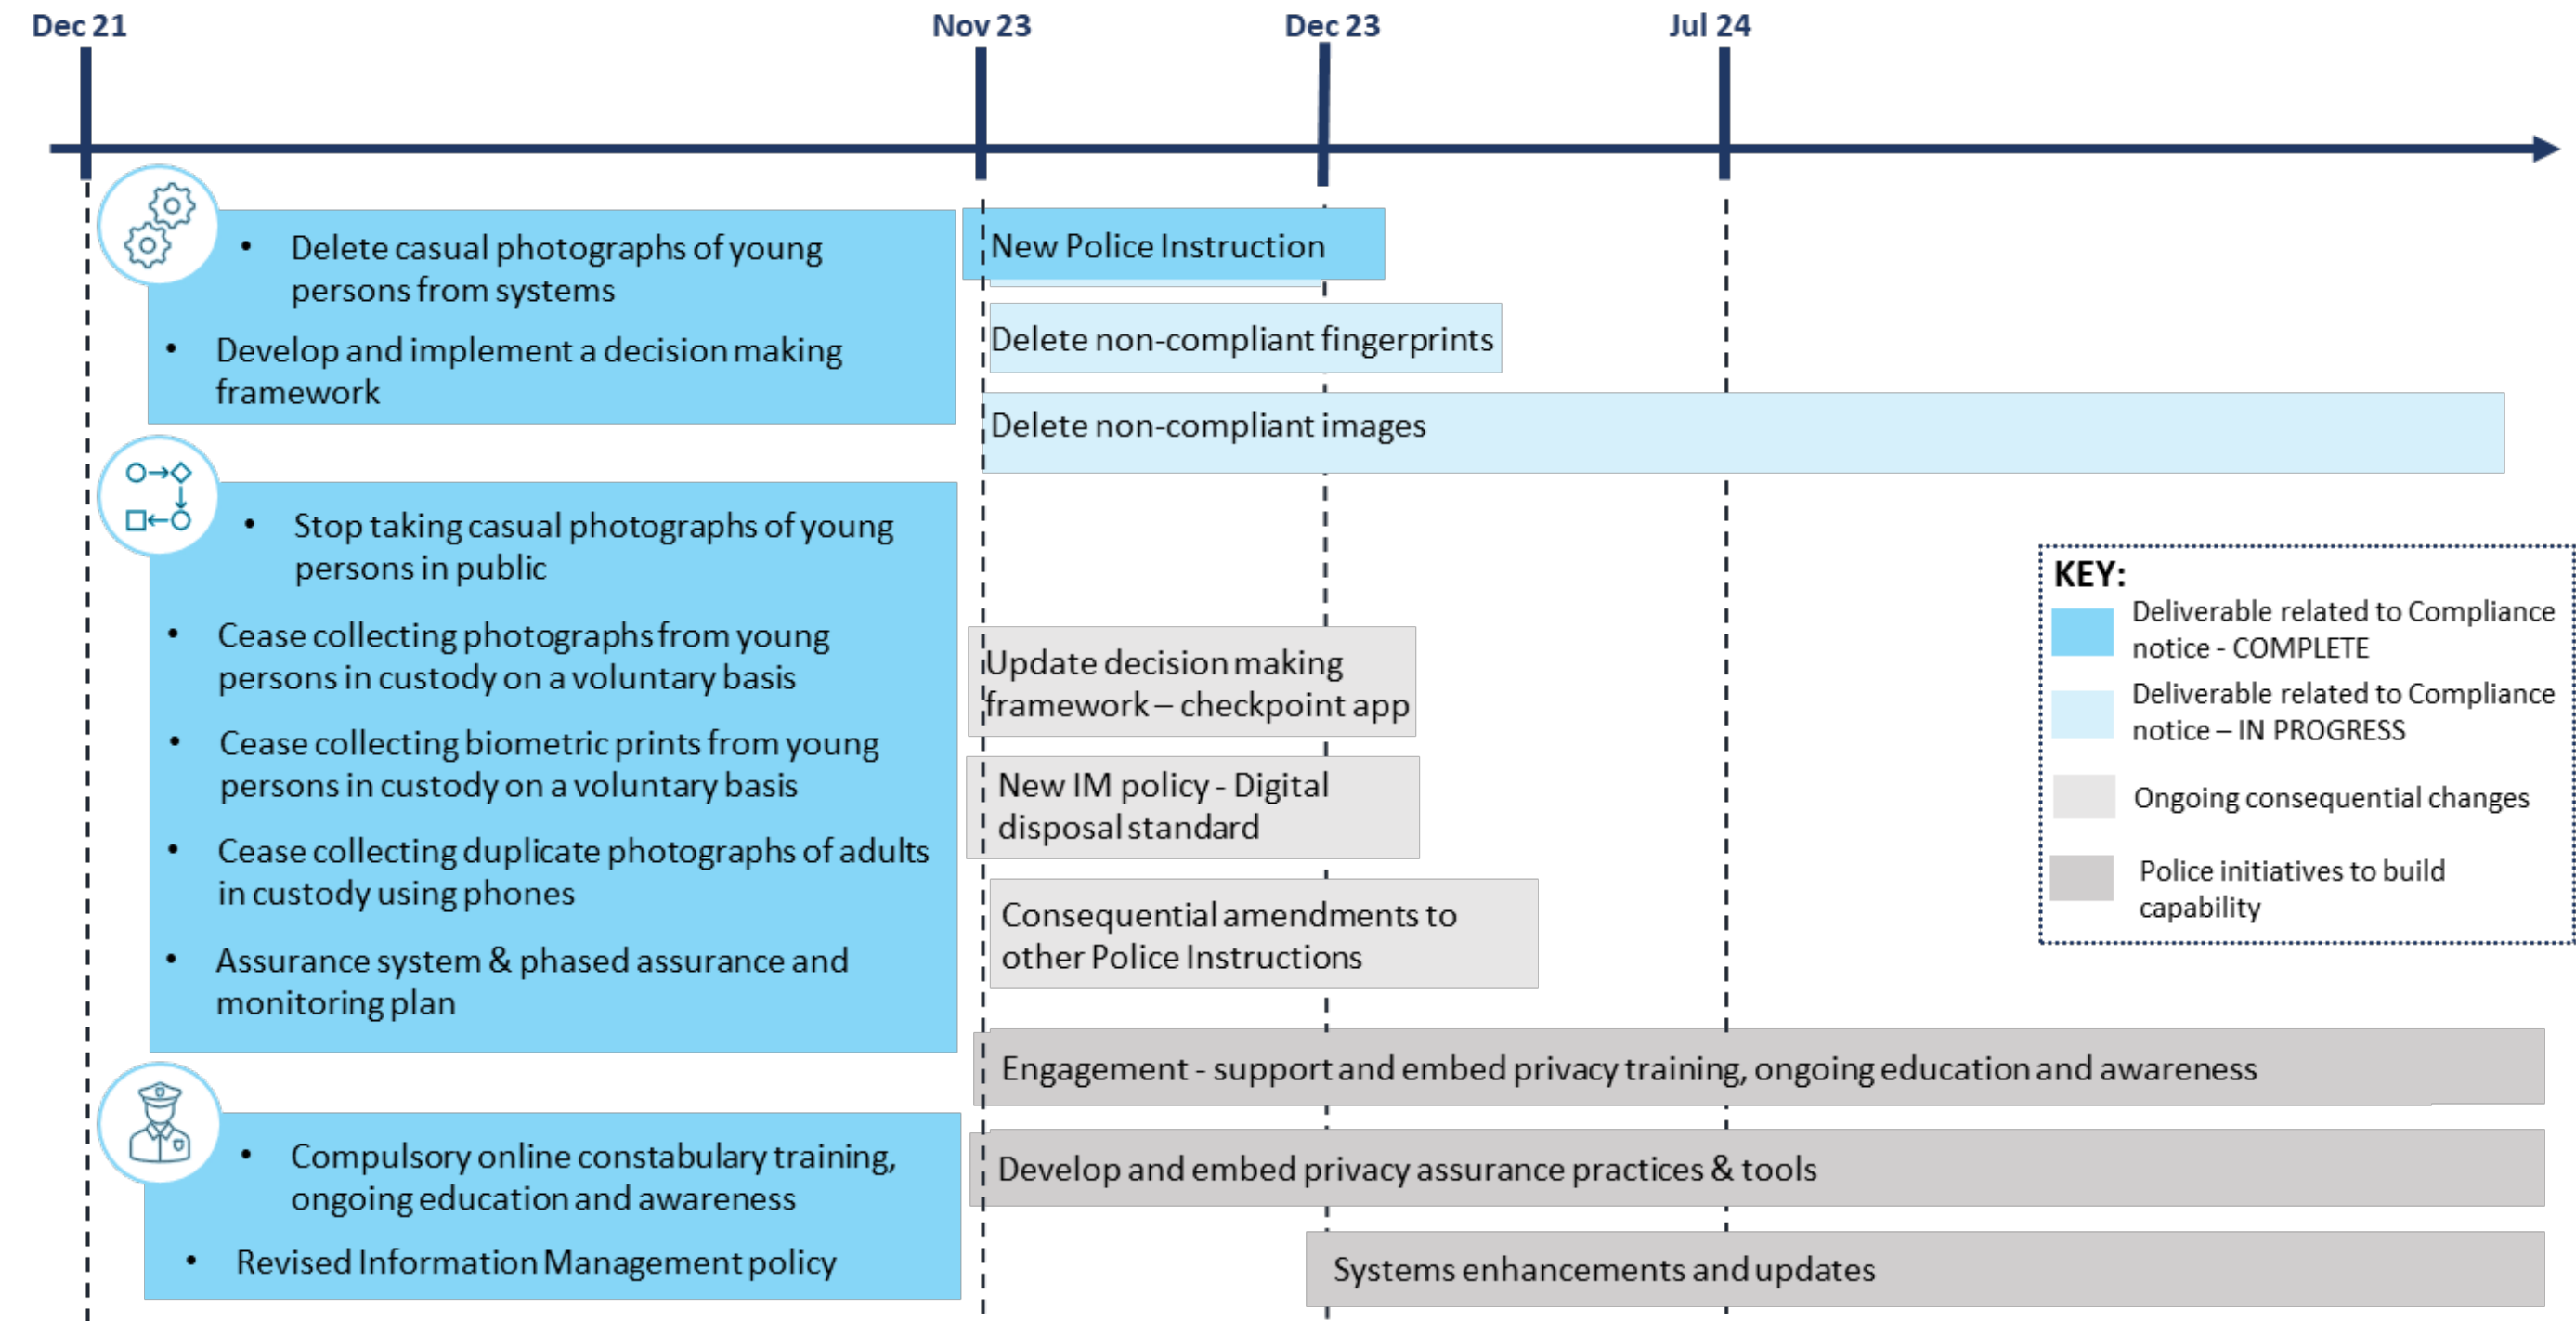 Dec 21
Nov 23
Dec 23
Jul 24
• Delete casual photographs of young
persons from systems
• Develop and implement a decision making
framework
• Stop taking casual photographs of young
persons in public
• Cease collecting photographs from young
persons in custody on a voluntary basis
• Cease collecting biometric prints from young
persons in custody on a voluntary basis
• Cease collecting duplicate photographs of adults
in custody using phones
• Assurance system & phased assurance and
monitoring plan
• Compulsory online constabulary training,
ongoing education and awareness
• Revised Information Management policy
New Police Instruction
Delete non-compliant fingerprints
Delete non-compliant images
Update decision making
framework – checkpoint app
New IM policy - Digital
disposal standard
Consequential amendments to
other Police Instructions
Engagement - support and embed privacy training, ongoing education and awareness
Develop and embed privacy assurance practices & tools
Systems enhancements and updates
KEY:
Deliverable related to Compliance
notice - COMPLETE
Deliverable related to Compliance
notice – IN PROGRESS
Ongoing consequential changes
Police initiatives to build
capability